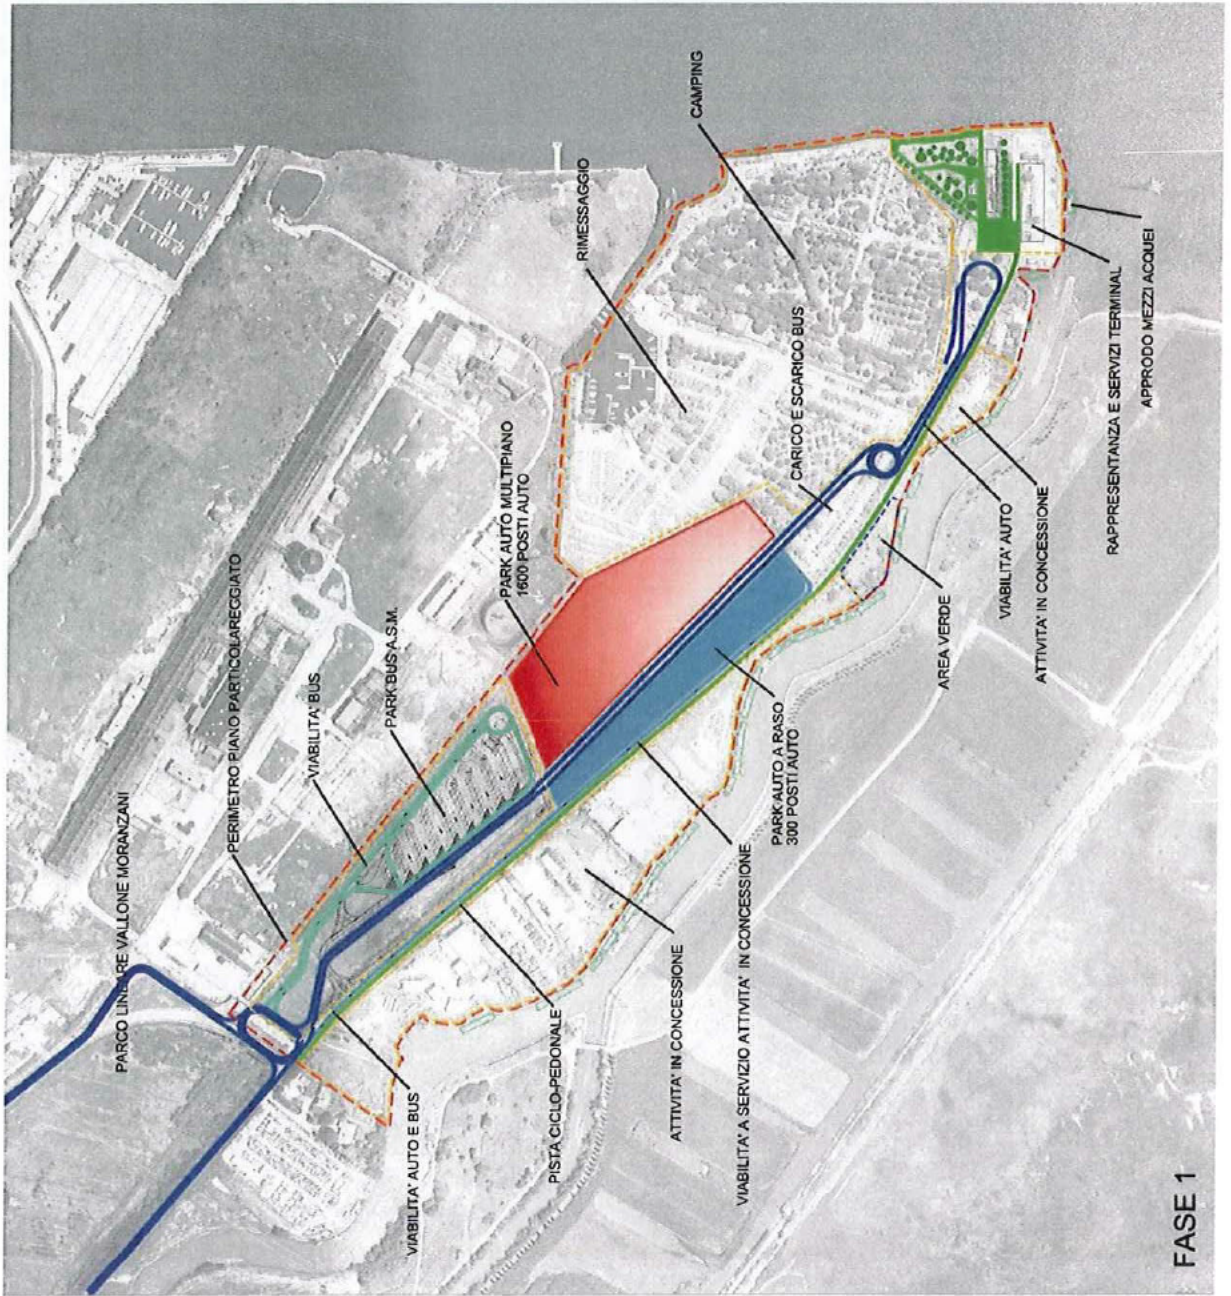 PARCO LINEARE VALLONE MORANZANI
PERIMETRO PIANO PARTICOLAREGGIATO
VIABILITA' BUS
PARK BUS A.S.M.
PARK AUTO MULTIPIANO
1600 POSTI AUTO
RIMESSAGGIO
CAMPING
CARICO E SCARICO BUS
VIABILITA' AUTO E BUS
PISTA CICLO-PEDONALE
ATTIVITA' IN CONCESSIONE
VIABILITA' A SERVIZIO ATTIVITA' IN CONCESSIONE
PARK AUTO A RASO
300 POSTI AUTO
AREA VERDE
VIABILITA' AUTO
ATTIVITA' IN CONCESSIONE
RAPPRESENTANZA E SERVIZI TERMINAL
APPRODO MEZZI ACQUEI
FASE 1